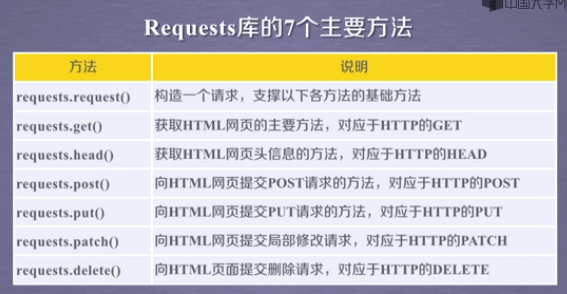 中国大学M
Requests库的7个主要方法
方法 说明
requests.request() 构造一个请求，支撑以下各方法的基础方法
requests.get() 获取HTML网页的主要方法，对应于HTTP的GET
requests.head() 获取HTML网页头信息的方法，对应于HTTP的HEAD
requests.post() 向HTML网页提交POST请求的方法，对应于HTTP的POST
requests.put() 向HTML网页提交PUT请求的方法，对应于HTTP的PUT
requests.patch() 向HTML网页提交局部修改请求，对应于HTTP的PATCH
requests.delete() 向HTML页面提交删除请求，对应于HTTP的DELETE